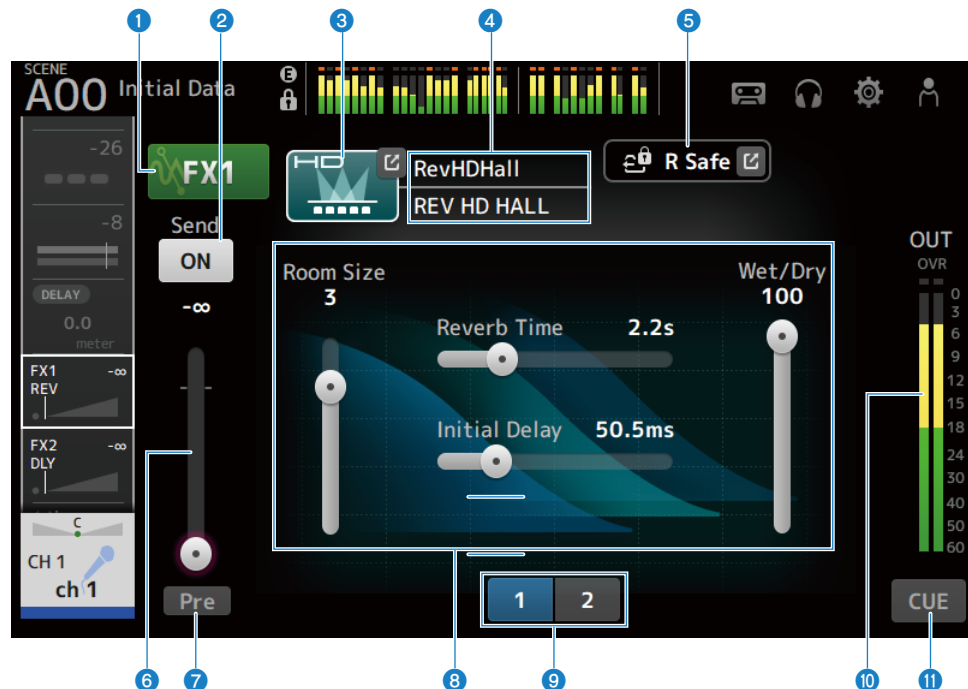 1 2 3 4 5
SCENE
A00 Initial Data
E
-26
FX1
HD
RevHDHall
REV HD HALL
R Safe
-8
Send
ON
-∞
DELAY
0.0
meter
FX1 -∞
REV
FX2 -∞
DLY
C
CH 1
ch 1
Pre
Room Size
3
Reverb Time 2.2s
Initial Delay 50.5ms
Wet/Dry
100
1 2
OUT
OVR
0
3
6
9
12
15
18
24
30
40
50
60
CUE
6 7 8 9 10 11